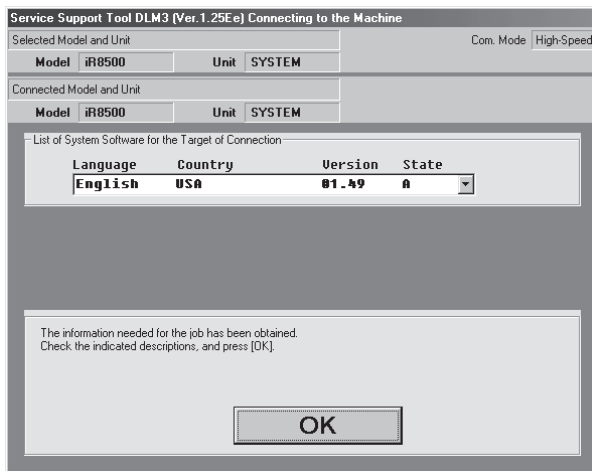 Service Support Tool DLM3 (Ver.1.25Ee) Connecting to the Machine
Selected Model and Unit Com. Mode High-Speed
Model iR8500 Unit SYSTEM
Connected Model and Unit
Model iR8500 Unit SYSTEM
List of System Software for the Target of Connection
Language Country Version State
English USA 01.49 A
The information needed for the job has been obtained.
Check the indicated descriptions, and press [OK].
OK